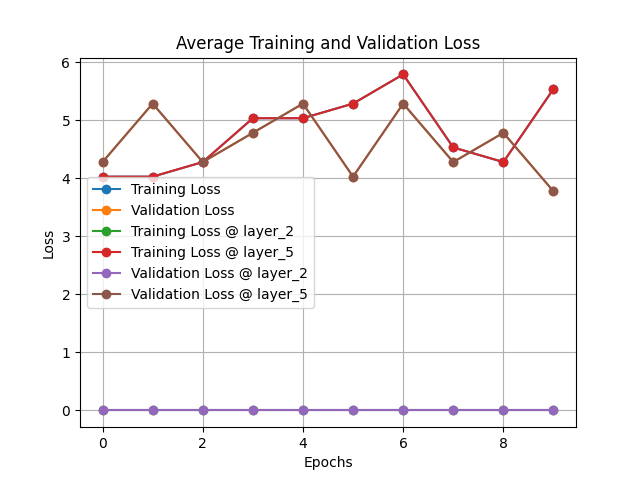 Average Training and Validation Loss
6
5
4
3
2
1
0
Loss
Training Loss
Validation Loss
Training Loss @ layer_2
Training Loss @ layer_5
Validation Loss @ layer_2
Validation Loss @ layer_5
0 2 4 6 8
Epochs